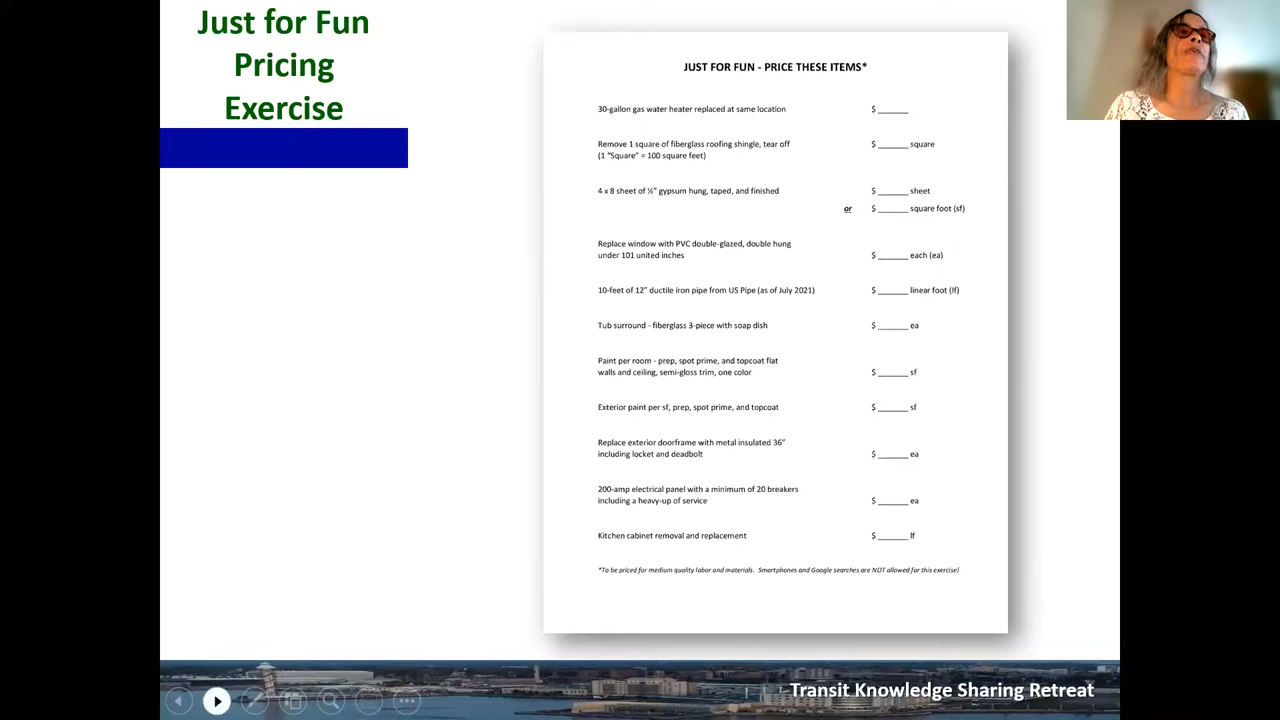 Just for Fun
Pricing
Exercise
JUST FOR FUN - PRICE THESE ITEMS*
30-gallon gas water heater replaced at same location $ _______
Remove 1 square of fiberglass roofing shingle, tear off $ _______ square
(1 "Square" = 100 square feet)
4 x 8 sheet of ½" gypsum hung, taped, and finished $ _______ sheet
or $ _______ square foot (sf)
Replace window with PVC double-glazed, double hung
under 101 united inches $ _______ each (ea)
10-feet of 12" ductile iron pipe from US Pipe (as of July 2021) $ _______ linear foot (lf)
Tub surround - fiberglass 3-piece with soap dish $ _______ ea
Paint per room - prep, spot prime, and topcoat flat
walls and ceiling, semi-gloss trim, one color $ _______ sf
Exterior paint per sf, prep, spot prime, and topcoat $ _______ sf
Replace exterior doorframe with metal insulated 36"
including locket and deadbolt $ _______ ea
200-amp electrical panel with a minimum of 20 breakers
including a heavy-up of service $ _______ ea
Kitchen cabinet removal and replacement $ _______ lf
*To be priced for medium quality labor and materials. Smartphones and Google searches are NOT allowed for this exercise!
Transit Knowledge Sharing Retreat